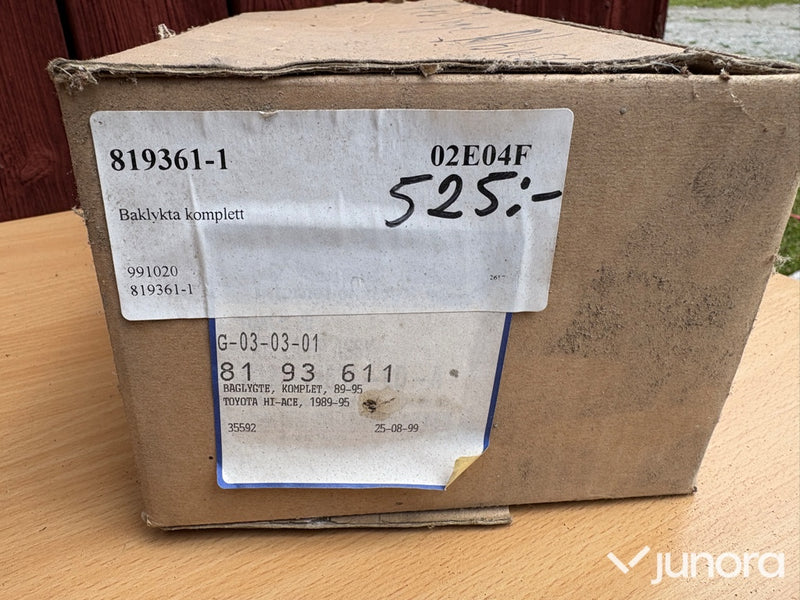 819361-1 02E04F
525:-
Baklykta komplett
991020
819361-1
G-03-03-01
81 93 611
BAGLYGTE, KOMPLET, 89-95
TOYOTA HI-ACE, 1989-95
35592 25-08-99
junora